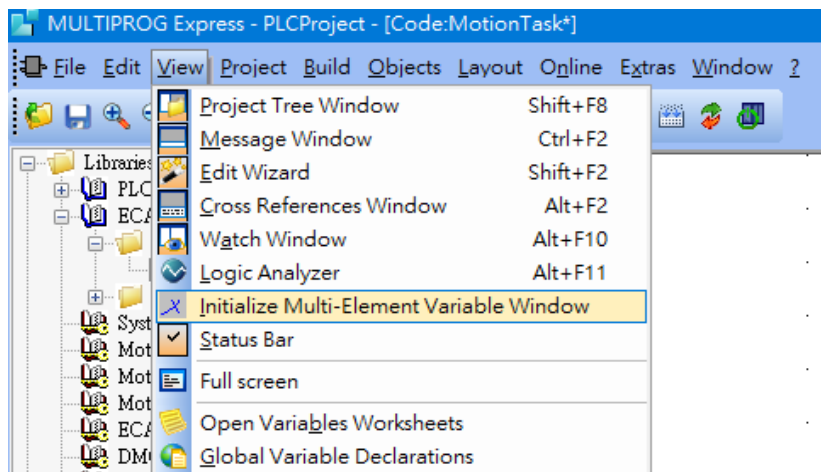 MULTIPROG Express - PLCProject - [Code:MotionTask*]
File Edit View Project Build Objects Layout Online Extras Window ?
Project Tree Window Shift+F8
Message Window Ctrl+F2
Edit Wizard Shift+F2
Cross References Window Alt+F2
Watch Window Alt+F10
Logic Analyzer Alt+F11
Initialize Multi-Element Variable Window
Status Bar
Full screen
Open Variables Worksheets
Global Variable Declarations
Libraries
PLC
ECA
Syst
Mot
Mot
Mot
ECA
DM